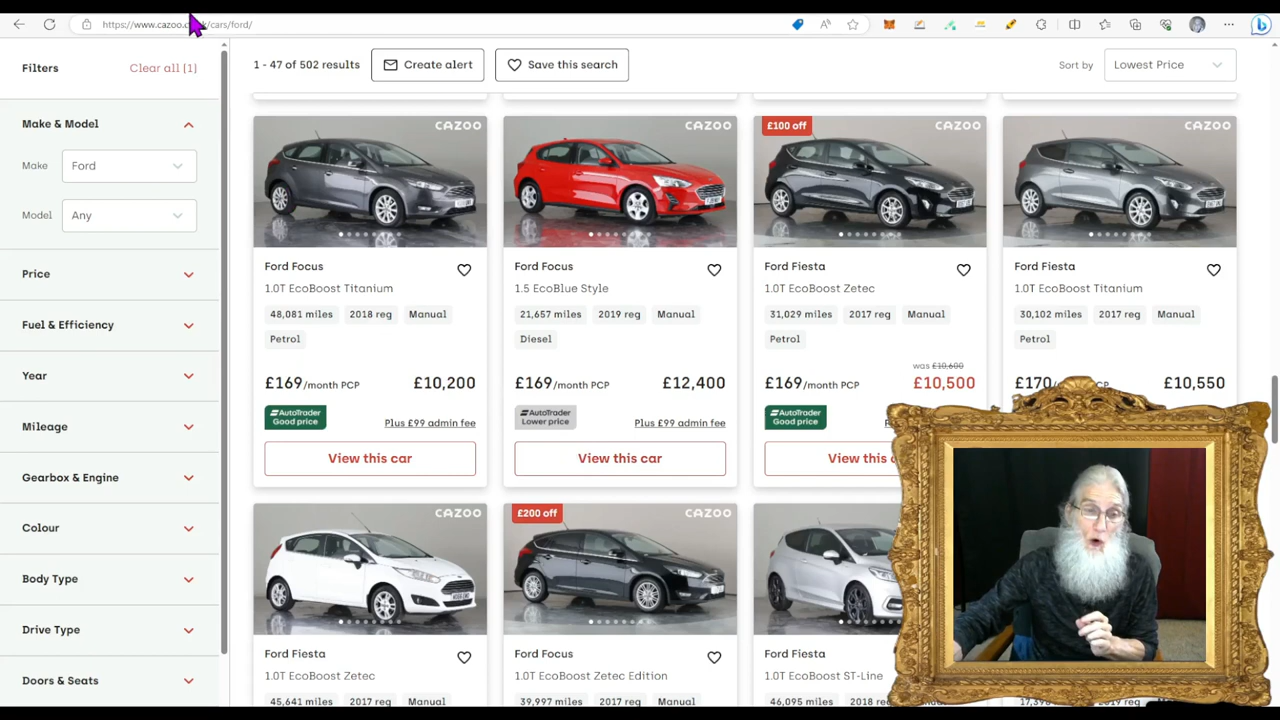 https://www.cazoo.c
k/cars/ford/
Filters
Clear all (1)
1 - 47 of 502 results
Create alert
Save this search
Sort by
Lowest Price
Make & Model
Make
Ford
Model
Any
Price
Fuel & Efficiency
Year
Mileage
Gearbox & Engine
Colour
Body Type
Drive Type
Doors & Seats
CAZOO
Ford Focus
1.0T EcoBoost Titanium
48,081 miles
2018 reg
Manual
Petrol
£169/month PCP
£10,200
AutoTrader
Good price
Plus £99 admin fee
View this car
CAZOO
Ford Focus
1.5 EcoBlue Style
21,657 miles
2019 reg
Manual
Diesel
£169/month PCP
£12,400
AutoTrader
Lower price
Plus £99 admin fee
View this car
£100 off
CAZOO
Ford Fiesta
1.0T EcoBoost Zetec
31,029 miles
2017 reg
Manual
Petrol
was £10,600
£169/month PCP
£10,500
AutoTrader
Good price
View this c
CAZOO
Ford Fiesta
1.0T EcoBoost Titanium
30,102 miles
2017 reg
Manual
Petrol
£170/month PCP
£10,550
CAZOO
Ford Fiesta
1.0T EcoBoost Zetec
45,641 miles
2017 reg
Manual
£200 off
CAZOO
Ford Focus
1.0T EcoBoost Zetec Edition
39,997 miles
2017 reg
Manual
Ford Fiesta
1.0T EcoBoost ST-Line
46,095 miles
2018 reg
Manual